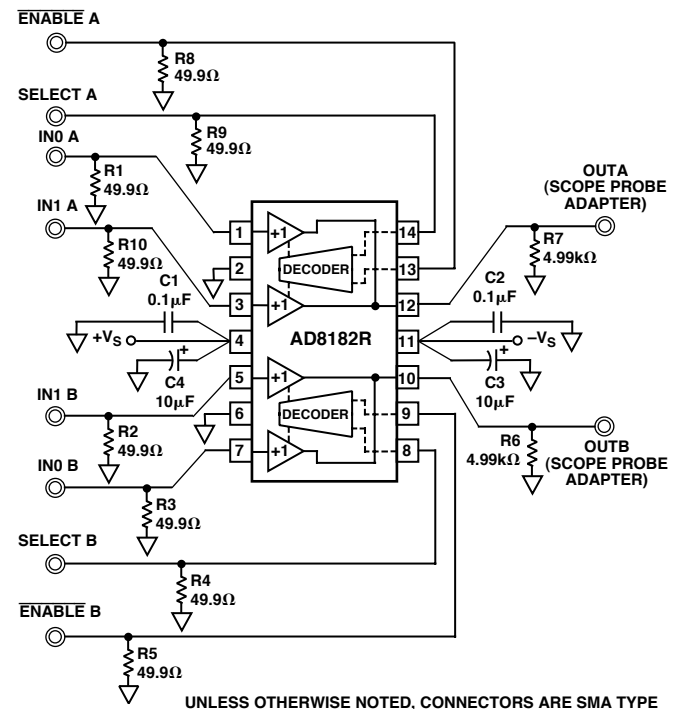 ENABLE A
R8
49.9Ω
SELECT A
R9
49.9Ω
IN0 A
R1
49.9Ω
IN1 A
R10
49.9Ω
C1
0.1µF
+VS
C4
10µF
+
IN1 B
R2
49.9Ω
IN0 B
R3
49.9Ω
SELECT B
R4
49.9Ω
ENABLE B
R5
49.9Ω
1
2
3
4
5
6
7
+1
DECODER
+1
AD8182R
+1
DECODER
+1
14
13
12
11
10
9
8
OUTA
(SCOPE PROBE
ADAPTER)
R7
4.99kΩ
C2
0.1µF
–VS
+
C3
10µF
R6
4.99kΩ
OUTB
(SCOPE PROBE
ADAPTER)
UNLESS OTHERWISE NOTED, CONNECTORS ARE SMA TYPE